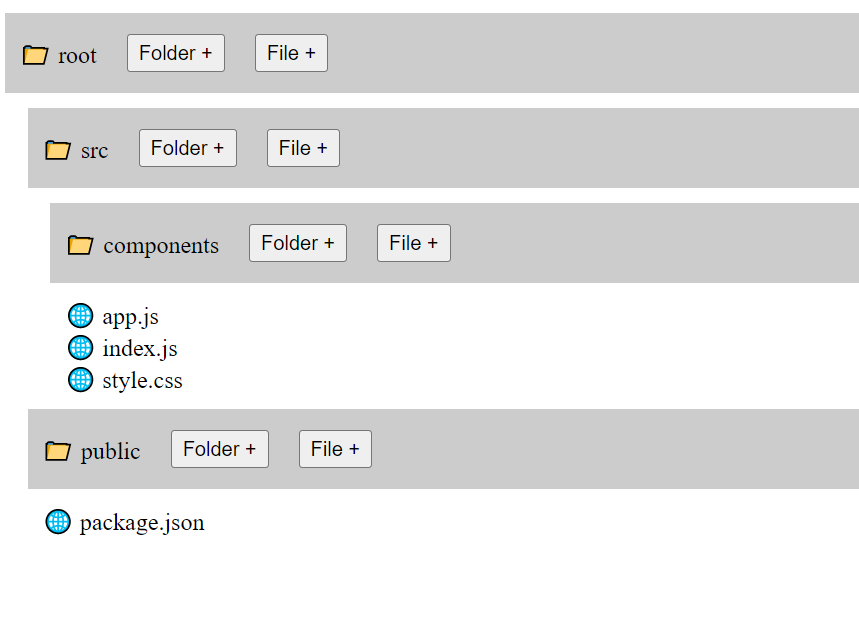 root Folder + File +
src Folder + File +
components Folder + File +
app.js
index.js
style.css
public Folder + File +
package.json